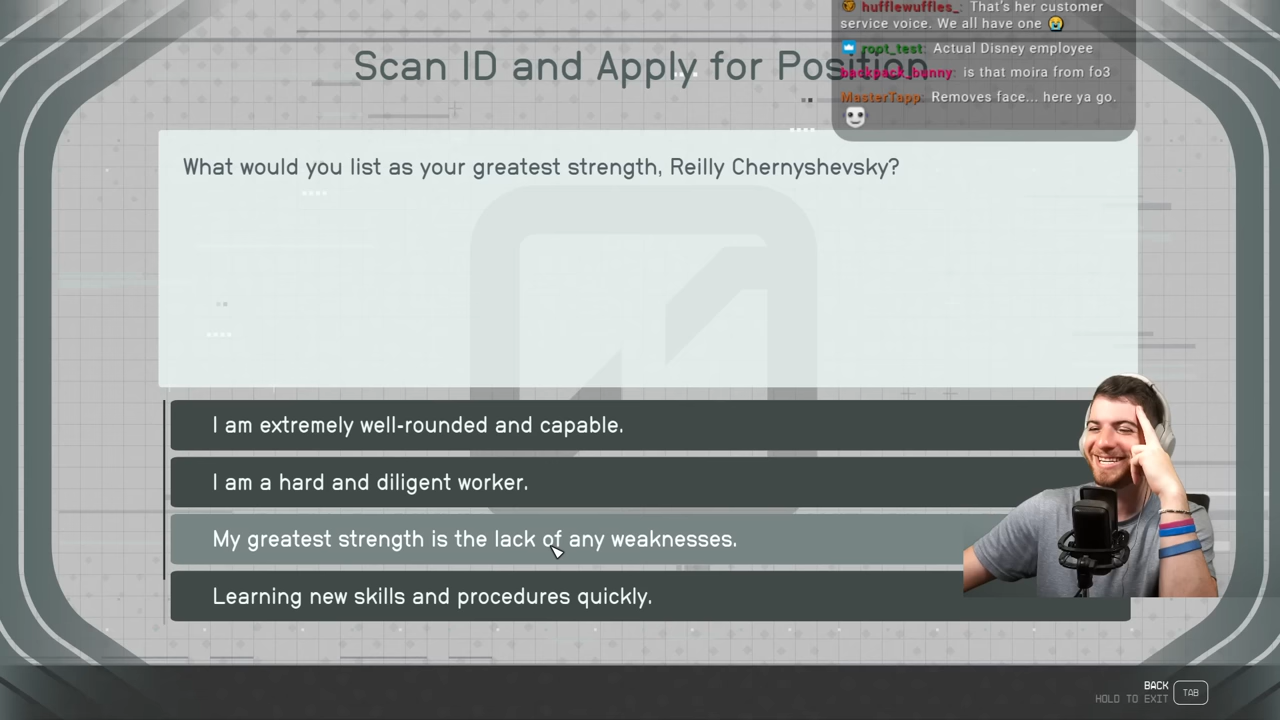 hufflewuffles_: That's her customer
service voice. We all have one
ropt_test: Actual Disney employee
Scan ID and Apply for Position
backpack_bunny: is that moira from fo3
MasterTapp: Removes face... here ya go.
What would you list as your greatest strength, Reilly Chernyshevsky?
I am extremely well-rounded and capable.
I am a hard and diligent worker.
My greatest strength is the lack of any weaknesses.
Learning new skills and procedures quickly.
BACK
HOLD TO EXIT
TAB